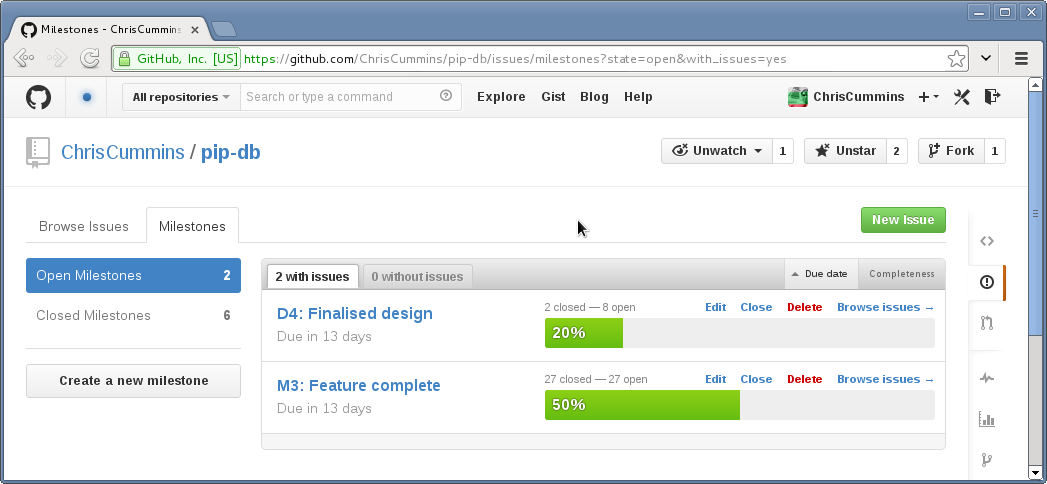 Milestones - ChrisCummins
GitHub, Inc. [US] https://github.com/ChrisCummins/pip-db/issues/milestones?state=open&with_issues=yes
All repositories Search or type a command Explore Gist Blog Help ChrisCummins
ChrisCummins / pip-db Unwatch 1 Unstar 2 Fork 1
Browse Issues Milestones New Issue
Open Milestones 2
Closed Milestones 6
Create a new milestone
2 with issues 0 without issues Due date Completeness
D4: Finalised design 2 closed — 8 open Edit Close Delete Browse issues →
Due in 13 days 20%
M3: Feature complete 27 closed — 27 open Edit Close Delete Browse issues →
Due in 13 days 50%